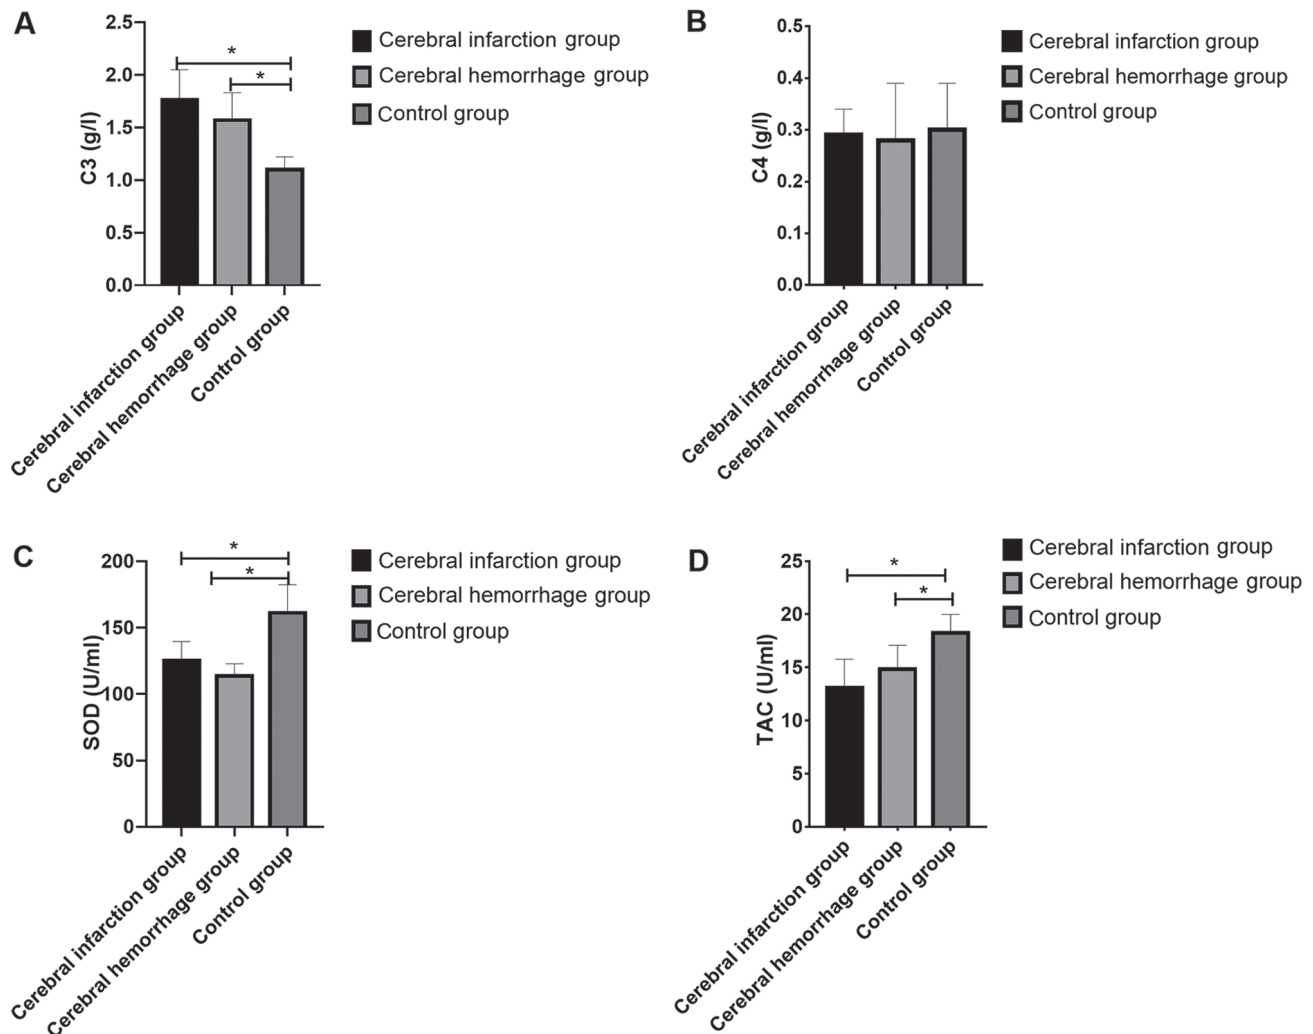 A
2.5
2.0
1.5
1.0
0.5
0.0
C3 (g/l)
*
*
Cerebral infarction group
Cerebral hemorrhage group
Control group
Cerebral infarction group
Cerebral hemorrhage group
Control group
B
0.5
0.4
0.3
0.2
0.1
0.0
C4 (g/l)
Cerebral infarction group
Cerebral hemorrhage group
Control group
Cerebral infarction group
Cerebral hemorrhage group
Control group
C
200
150
100
50
0
SOD (U/ml)
*
*
Cerebral infarction group
Cerebral hemorrhage group
Control group
Cerebral infarction group
Cerebral hemorrhage group
Control group
D
25
20
15
10
5
0
TAC (U/ml)
*
*
Cerebral infarction group
Cerebral hemorrhage group
Control group
Cerebral infarction group
Cerebral hemorrhage group
Control group